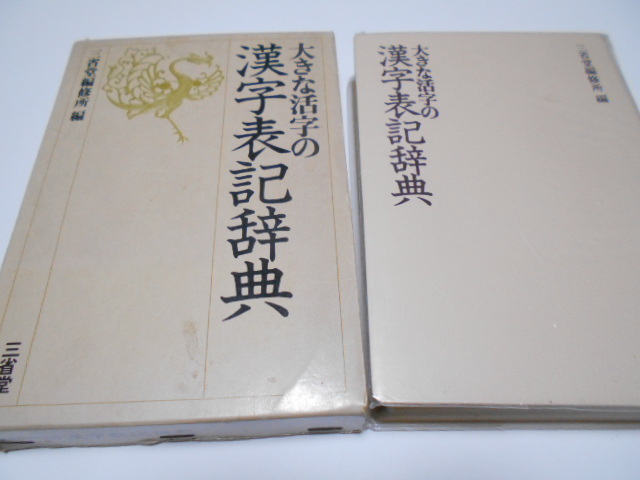 大きな活字の
漢字表記辞典
三省堂編修所 編
三省堂
大きな活字の
漢字表記辞典
三省堂編修所 編